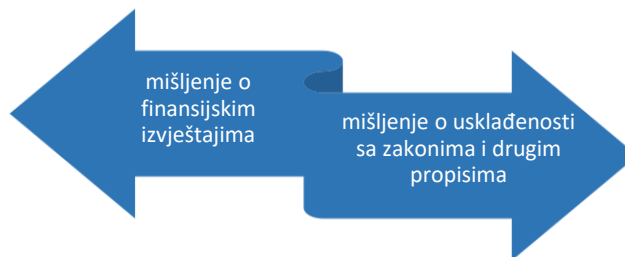 mišljenje o
finansijskim
izvještajima
mišljenje o usklađenosti
sa zakonima i drugim
propisima